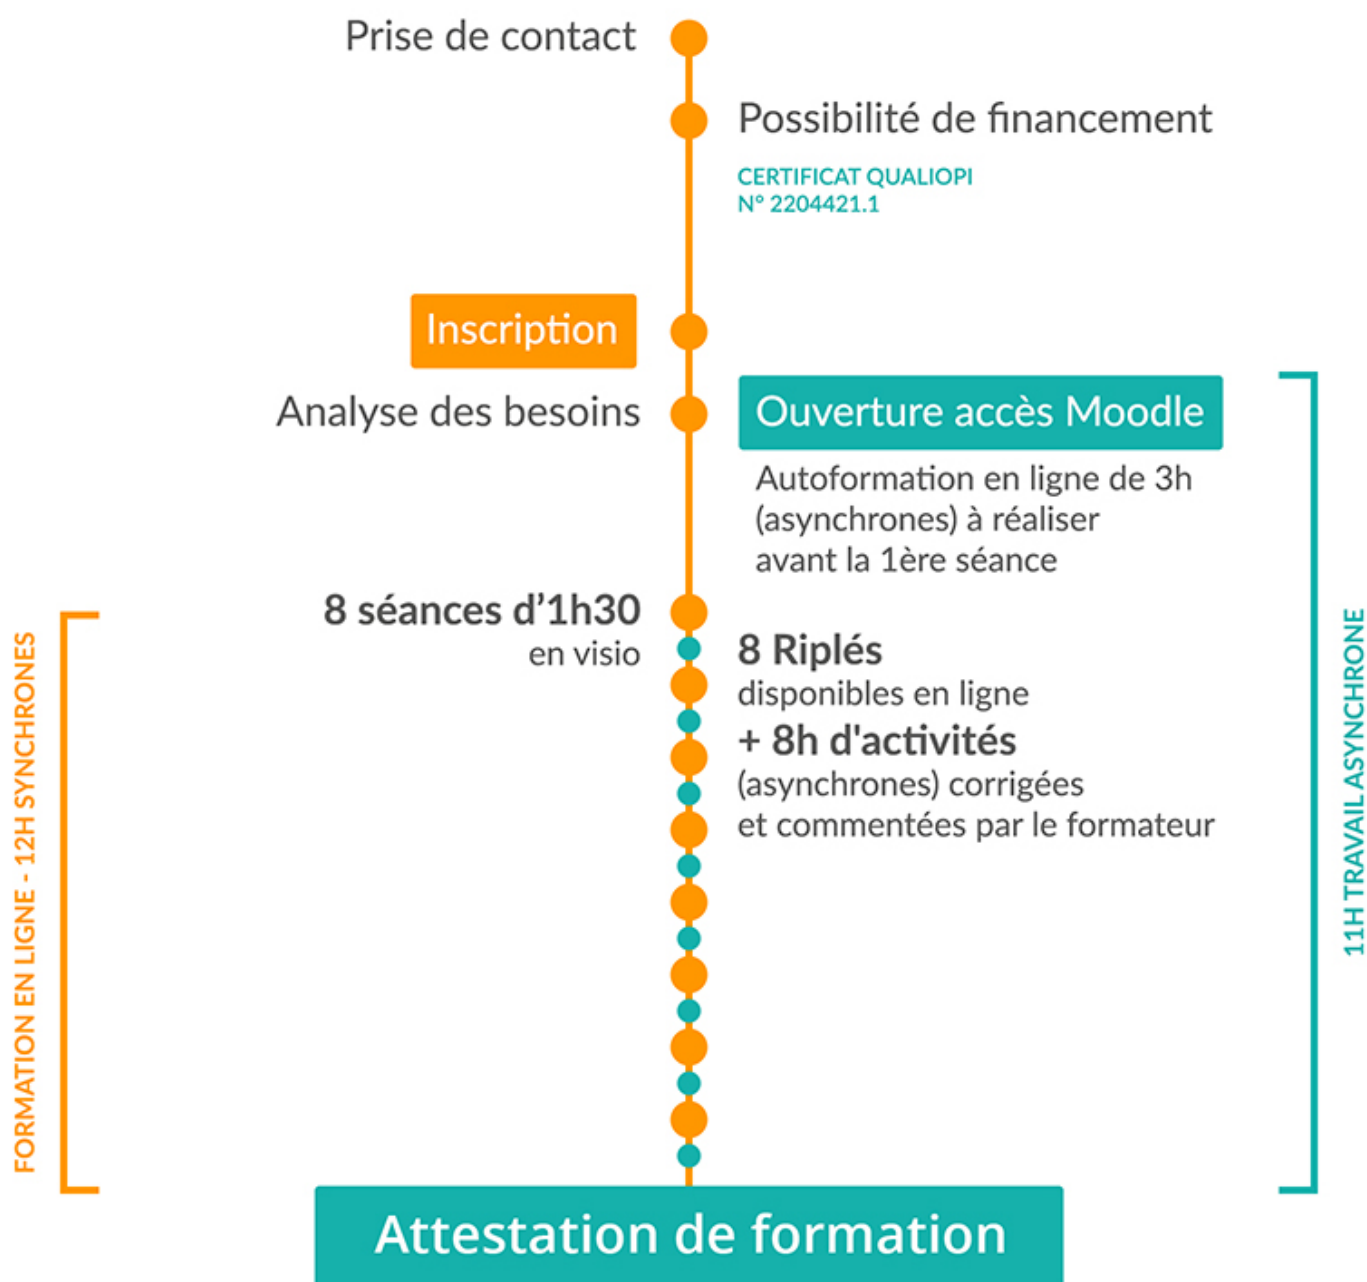 Prise de contact
Possibilité de financement
CERTIFICAT QUALIOPI
N° 2204421.1
Inscription
Analyse des besoins
Ouverture accès Moodle
Autoformation en ligne de 3h
(asynchrones) à réaliser
avant la 1ère séance
8 séances d’1h30
en visio
8 Riplés
disponibles en ligne
+ 8h d'activités
(asynchrones) corrigées
et commentées par le formateur
FORMATION EN LIGNE - 12H SYNCHRONES
11H TRAVAIL ASYNCHRONE
Attestation de formation